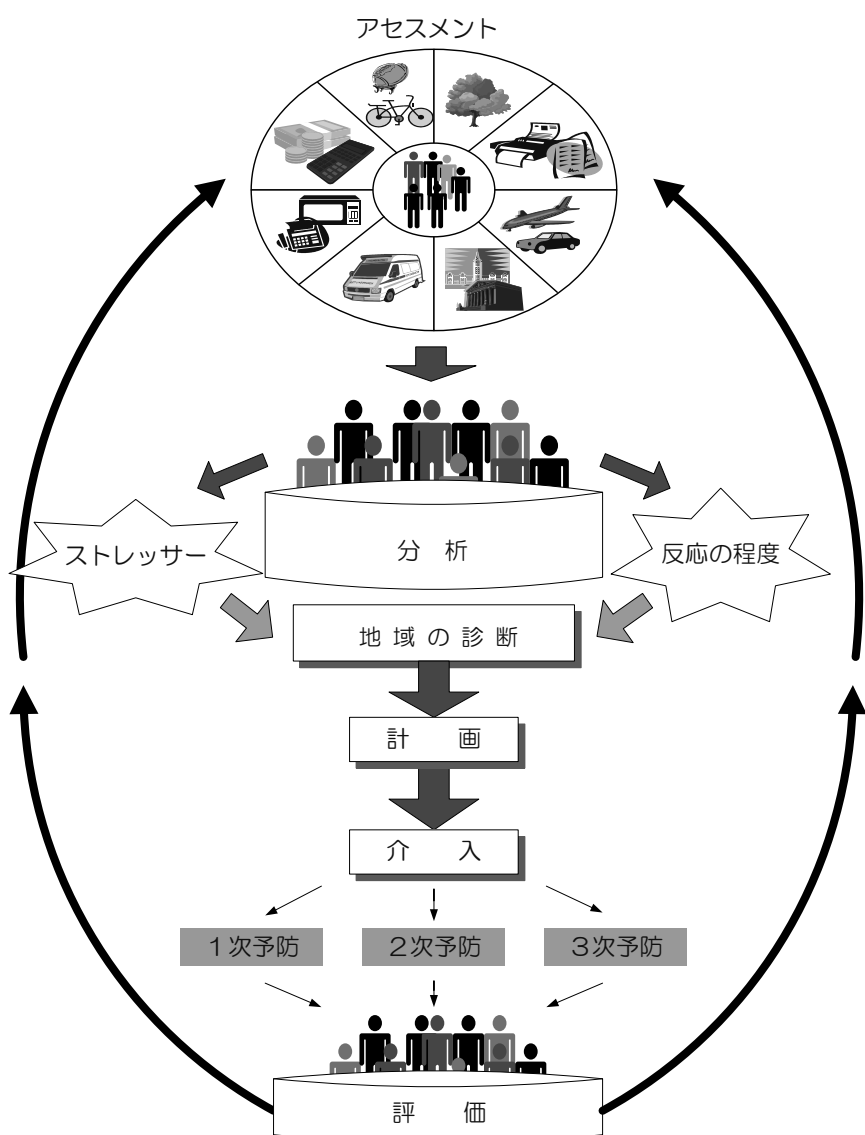 アセスメント
ストレッサー
分析
反応の程度
地域の診断
計画
介入
1次予防
2次予防
3次予防
評価